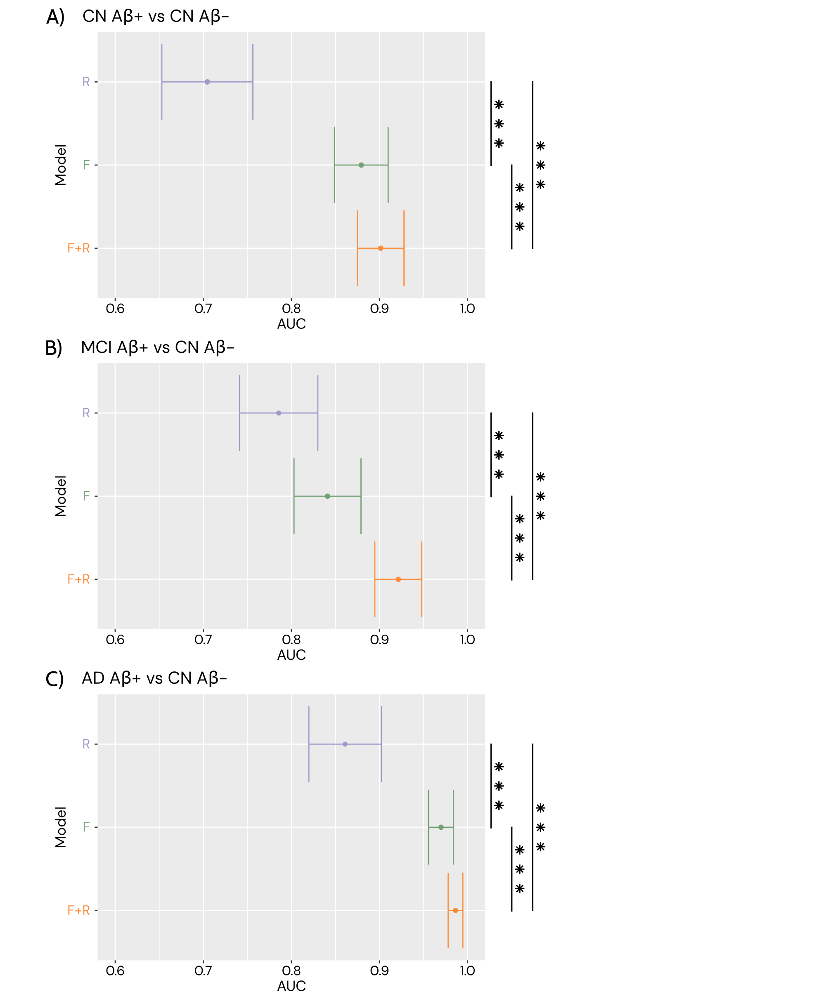 A) CN Aβ+ vs CN Aβ−
R
***
***
Model
F
***
F+R
0.6 0.7 0.8 0.9 1.0
AUC
B) MCI Aβ+ vs CN Aβ−
R
***
***
Model
F
***
F+R
0.6 0.7 0.8 0.9 1.0
AUC
C) AD Aβ+ vs CN Aβ−
R
***
***
Model
F
***
F+R
0.6 0.7 0.8 0.9 1.0
AUC